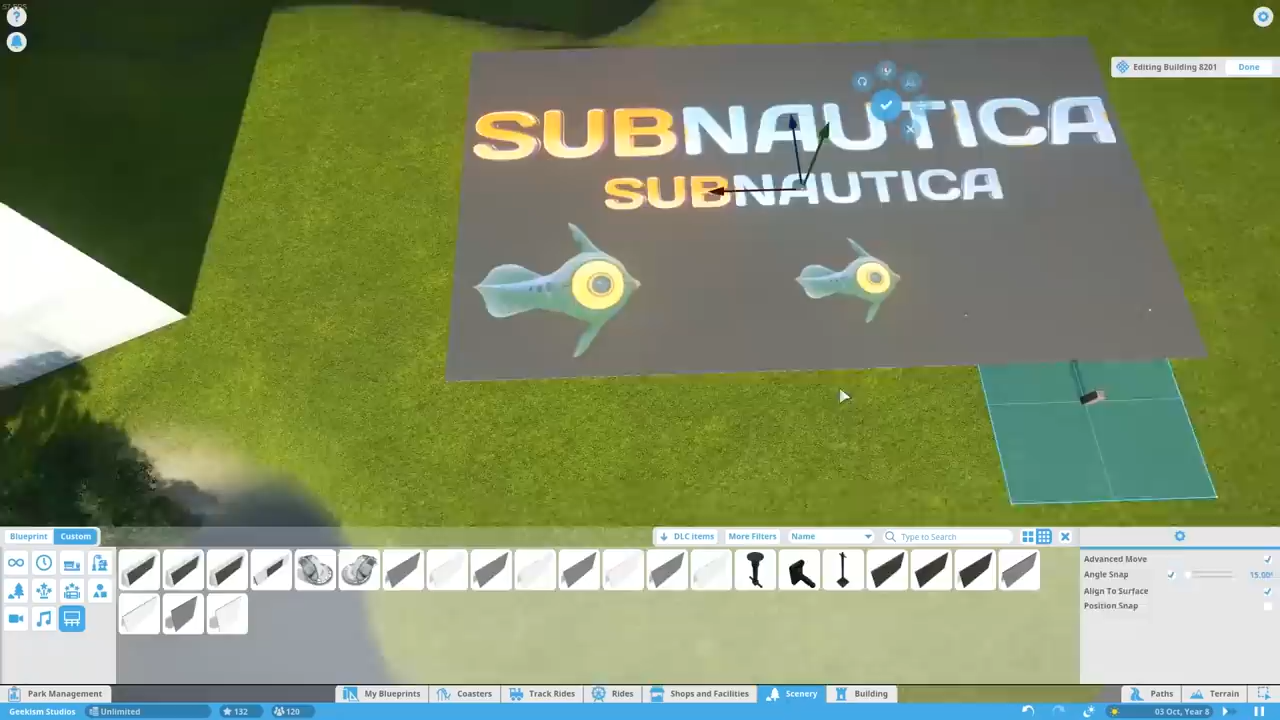 ?
Editing Building 8201 Done
SUBNAUTICA
SUBNAUTICA
Blueprint Custom
DLC items More Filters Name Type to Search
Advanced Move
Angle Snap 15.00°
Align To Surface
Position Snap
Park Management My Blueprints Coasters Track Rides Rides Shops and Facilities Scenery Building Paths Terrain
Geekism Studios Unlimited 132 120 03 Oct, Year 8